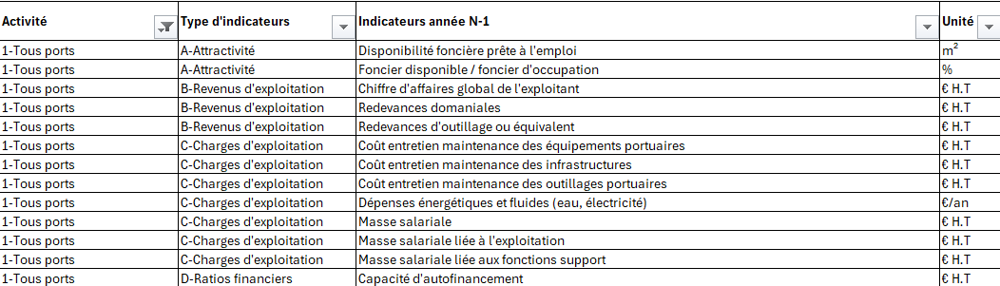 Activité Type d'indicateurs Indicateurs année N-1 Unité
1-Tous ports A-Attractivité Disponibilité foncière prête à l'emploi m²
1-Tous ports A-Attractivité Foncier disponible / foncier d'occupation %
1-Tous ports B-Revenus d'exploitation Chiffre d'affaires global de l'exploitant € H.T
1-Tous ports B-Revenus d'exploitation Redevances domaniales € H.T
1-Tous ports B-Revenus d'exploitation Redevances d'outillage ou équivalent € H.T
1-Tous ports C-Charges d'exploitation Coût entretien maintenance des équipements portuaires € H.T
1-Tous ports C-Charges d'exploitation Coût entretien maintenance des infrastructures € H.T
1-Tous ports C-Charges d'exploitation Coût entretien maintenance des outillages portuaires € H.T
1-Tous ports C-Charges d'exploitation Dépenses énergétiques et fluides (eau, électricité) €/an
1-Tous ports C-Charges d'exploitation Masse salariale € H.T
1-Tous ports C-Charges d'exploitation Masse salariale liée à l'exploitation € H.T
1-Tous ports C-Charges d'exploitation Masse salariale liée aux fonctions support € H.T
1-Tous ports D-Ratios financiers Capacité d'autofinancement € H.T